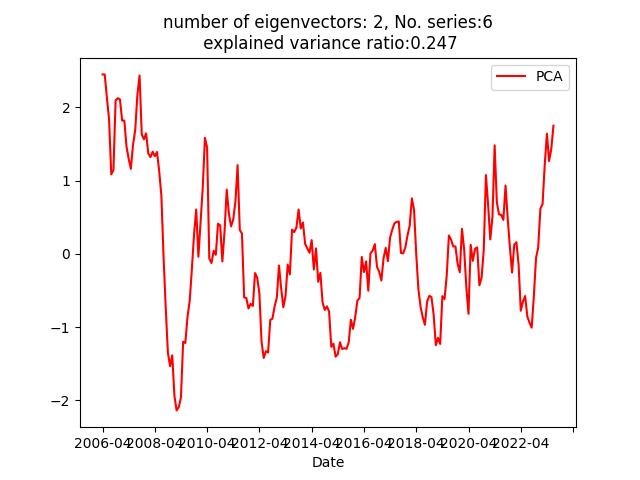 number of eigenvectors: 2, No. series:6
explained variance ratio:0.247
PCA
2
1
0
−1
−2
2006-04 2008-04 2010-04 2012-04 2014-04 2016-04 2018-04 2020-04 2022-04
Date